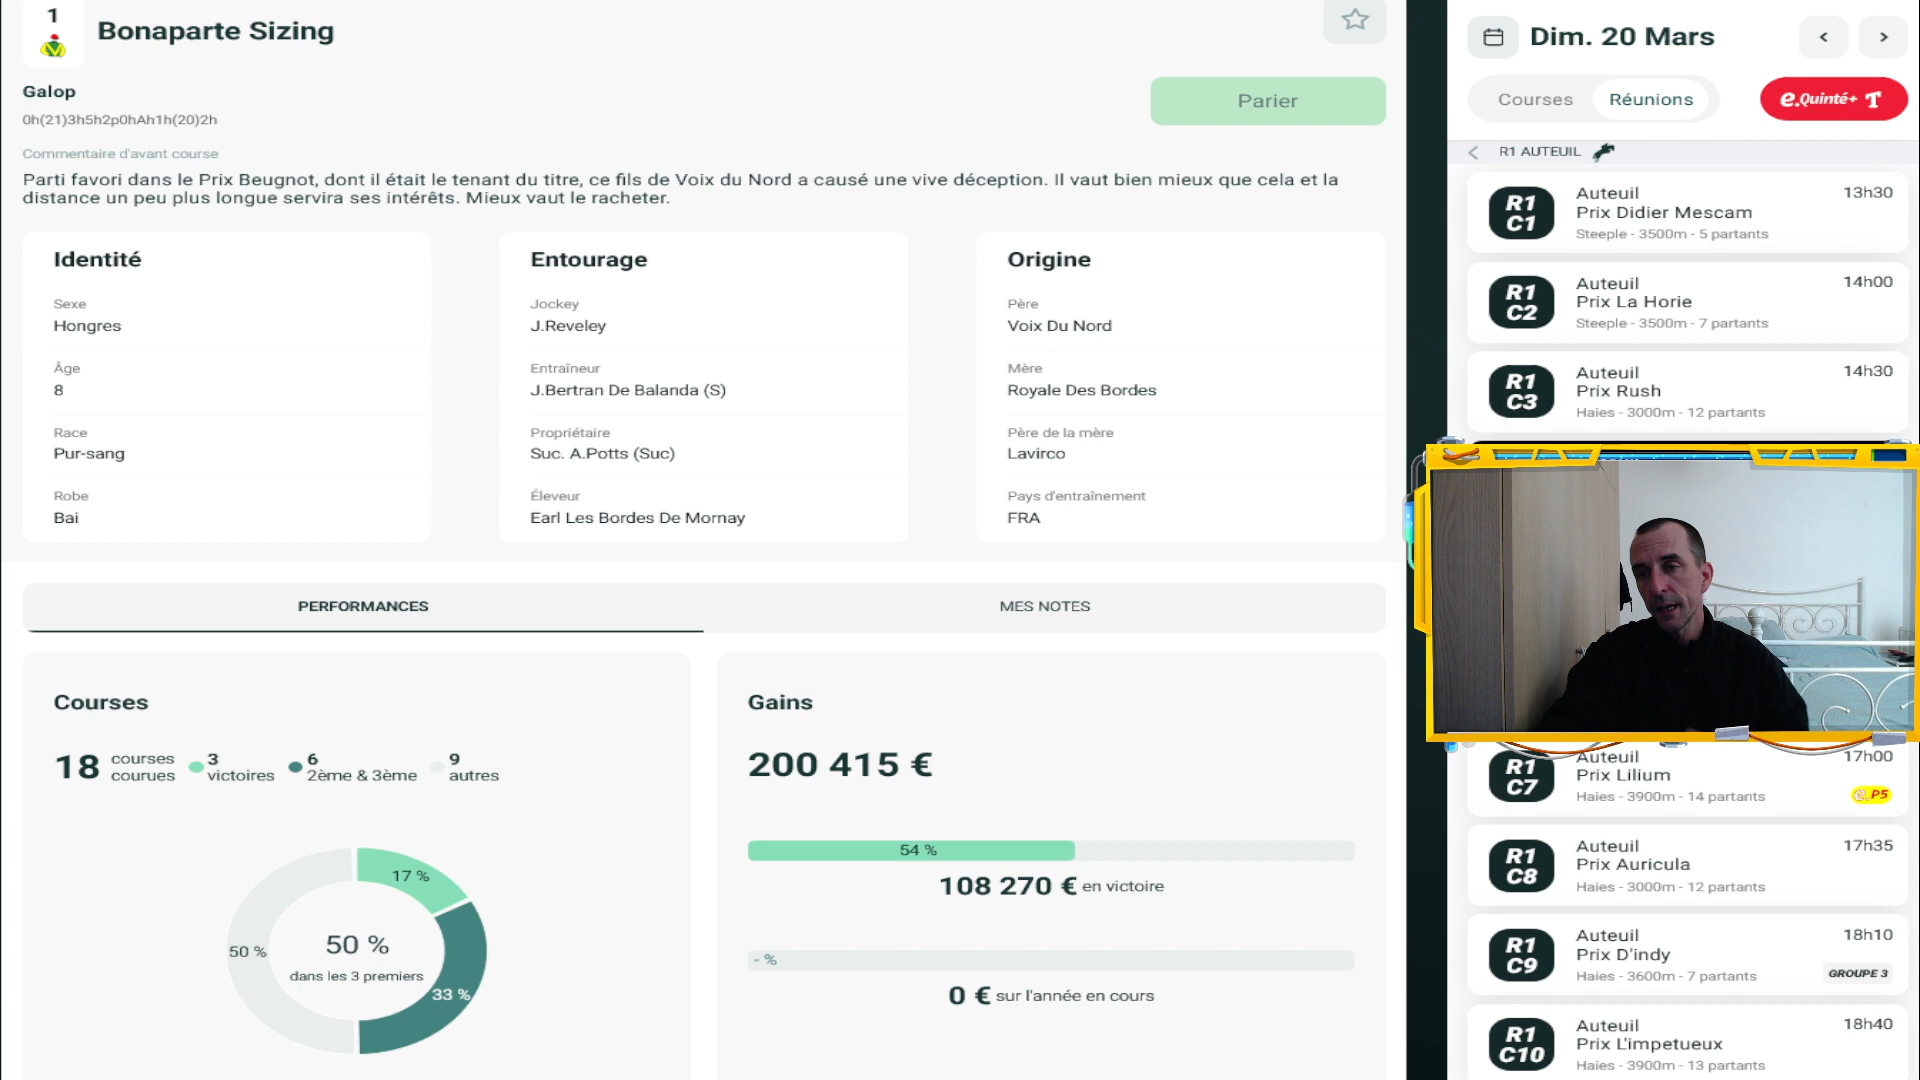 1
Bonaparte Sizing
Galop
0h(21)3h5h2p0hAh1h(20)2h
Parier
Commentaire d'avant course
Parti favori dans le Prix Beugnot, dont il était le tenant du titre, ce fils de Voix du Nord a causé une vive déception. Il vaut bien mieux que cela et la
distance un peu plus longue servira ses intérêts. Mieux vaut le racheter.
Identité
Sexe
Hongres
Âge
8
Race
Pur-sang
Robe
Bai
Entourage
Jockey
J.Reveley
Entraîneur
J.Bertran De Balanda (S)
Propriétaire
Suc. A.Potts (Suc)
Éleveur
Earl Les Bordes De Mornay
Origine
Père
Voix Du Nord
Mère
Royale Des Bordes
Père de la mère
Lavirco
Pays d'entraînement
FRA
PERFORMANCES
MES NOTES
Courses
18 courses courues
3 victoires
6 2ème & 3ème
9 autres
17 %
50 %
50 %
dans les 3 premiers
33 %
Gains
200 415 €
54 %
108 270 € en victoire
- %
0 € sur l'année en cours
Dim. 20 Mars
<
>
Courses
Réunions
e.Quinté+ T
R1 AUTEUIL
R1 C1
Auteuil
13h30
Prix Didier Mescam
Steeple - 3500m - 5 partants
R1 C2
Auteuil
14h00
Prix La Horie
Steeple - 3500m - 7 partants
R1 C3
Auteuil
14h30
Prix Rush
Haies - 3000m - 12 partants
R1 C7
Auteuil
17h00
Prix Lilium
Haies - 3900m - 14 partants
e.P5
R1 C8
Auteuil
17h35
Prix Auricula
Haies - 3000m - 12 partants
R1 C9
Auteuil
18h10
Prix D'indy
Haies - 3600m - 7 partants
GROUPE 3
R1 C10
Auteuil
18h40
Prix L'impetueux
Haies - 3900m - 13 partants